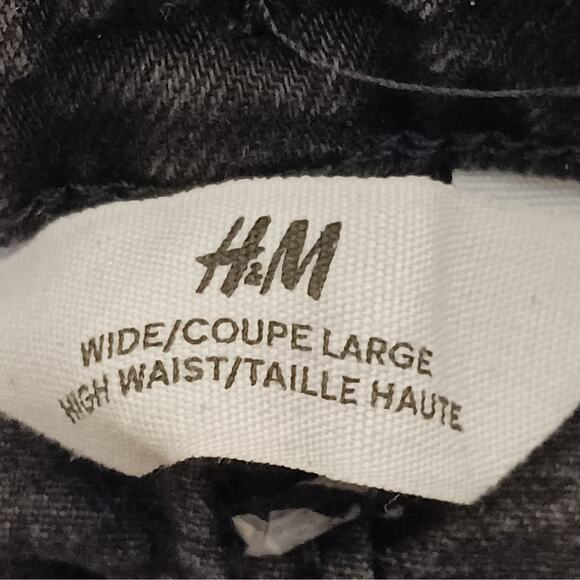 H&M
WIDE/COUPE LARGE
HIGH WAIST/TAILLE HAUTE